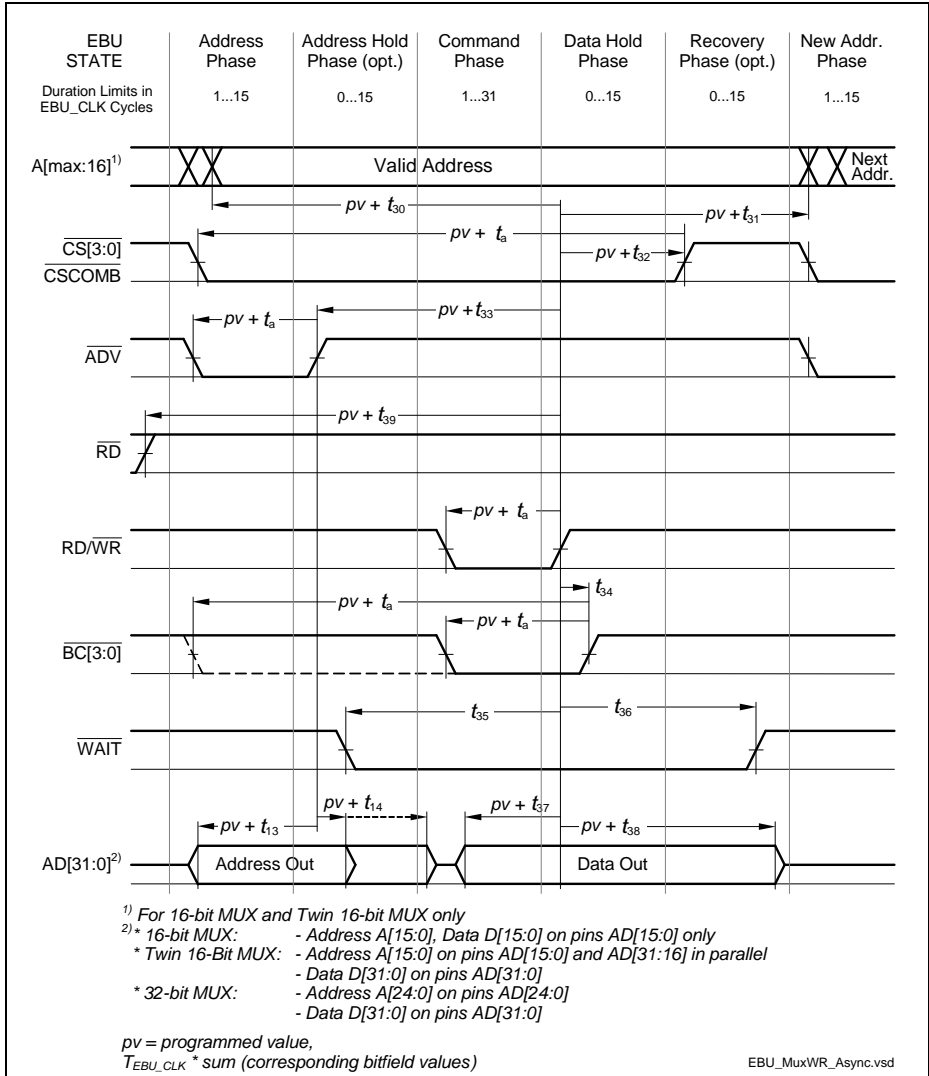 EBU STATE
Address Phase
Address Hold Phase (opt.)
Command Phase
Data Hold Phase
Recovery Phase (opt.)
New Addr. Phase
Duration Limits in EBU_CLK Cycles
1...15
0...15
1...31
0...15
0...15
1...15
A[max:16]1)
Valid Address
Next Addr.
pv + t30
pv + t31
pv + ta
CS[3:0]
pv + t32
CSCOMB
pv + t33
pv + ta
ADV
pv + t39
RD
pv + ta
RD/WR
t34
pv + ta
pv + ta
BC[3:0]
t35
t36
WAIT
pv + t14
pv + t37
pv + t13
pv + t38
AD[31:0]2)
Address Out
Data Out
1) For 16-bit MUX and Twin 16-bit MUX only
2)* 16-bit MUX: - Address A[15:0], Data D[15:0] on pins AD[15:0] only
* Twin 16-Bit MUX: - Address A[15:0] on pins AD[15:0] and AD[31:16] in parallel
- Data D[31:0] on pins AD[31:0]
* 32-bit MUX: - Address A[24:0] on pins AD[24:0]
- Data D[31:0] on pins AD[31:0]
pv = programmed value,
TEBU_CLK * sum (corresponding bitfield values)
EBU_MuxWR_Async.vsd